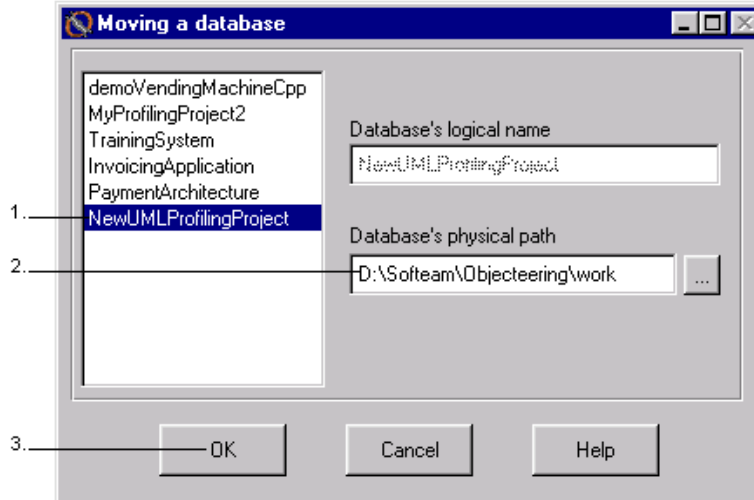 Moving a database
demoVendingMachineCpp
MyProfilingProject2
TrainingSystem
InvoicingApplication
PaymentArchitecture
1.
NewUMLProfilingProject
Database's logical name
NewUMLProfilingProject
Database's physical path
2.
D:\Softeam\Objecteering\work
...
3.
OK
Cancel
Help